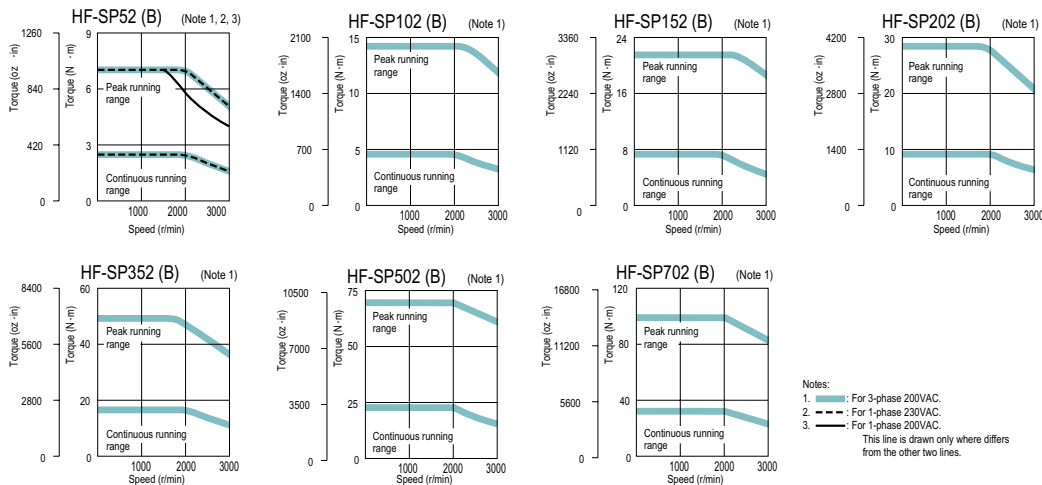 HF-SP52 (B) (Note 1, 2, 3)
1260
840
420
0
Torque (oz ·in)
9
6
3
0
Torque (N ·m)
Peak running
range
Continuous running
range
1000 2000 3000
Speed (r/min)
HF-SP102 (B) (Note 1)
2100
1400
700
0
Torque (oz ·in)
15
10
5
0
Torque (N ·m)
Peak running
range
Continuous running
range
1000 2000 3000
Speed (r/min)
HF-SP152 (B) (Note 1)
3360
2240
1120
0
Torque (oz ·in)
24
16
8
0
Torque (N ·m)
Peak running
range
Continuous running
range
1000 2000 3000
Speed (r/min)
HF-SP202 (B) (Note 1)
4200
2800
1400
0
Torque (oz ·in)
30
20
10
0
Torque (N ·m)
Peak running
range
Continuous running
range
1000 2000 3000
Speed (r/min)
HF-SP352 (B) (Note 1)
8400
5600
2800
0
Torque (oz ·in)
60
40
20
0
Torque (N ·m)
Peak running
range
Continuous running
range
1000 2000 3000
Speed (r/min)
HF-SP502 (B) (Note 1)
10500
7000
3500
0
Torque (oz ·in)
75
50
25
0
Torque (N ·m)
Peak running
range
Continuous running
range
1000 2000 3000
Speed (r/min)
HF-SP702 (B) (Note 1)
16800
11200
5600
0
Torque (oz ·in)
120
80
40
0
Torque (N ·m)
Peak running
range
Continuous running
range
1000 2000 3000
Speed (r/min)
Notes:
1. : For 3-phase 200VAC.
2. : For 1-phase 230VAC.
3. : For 1-phase 200VAC.
This line is drawn only where differs
from the other two lines.